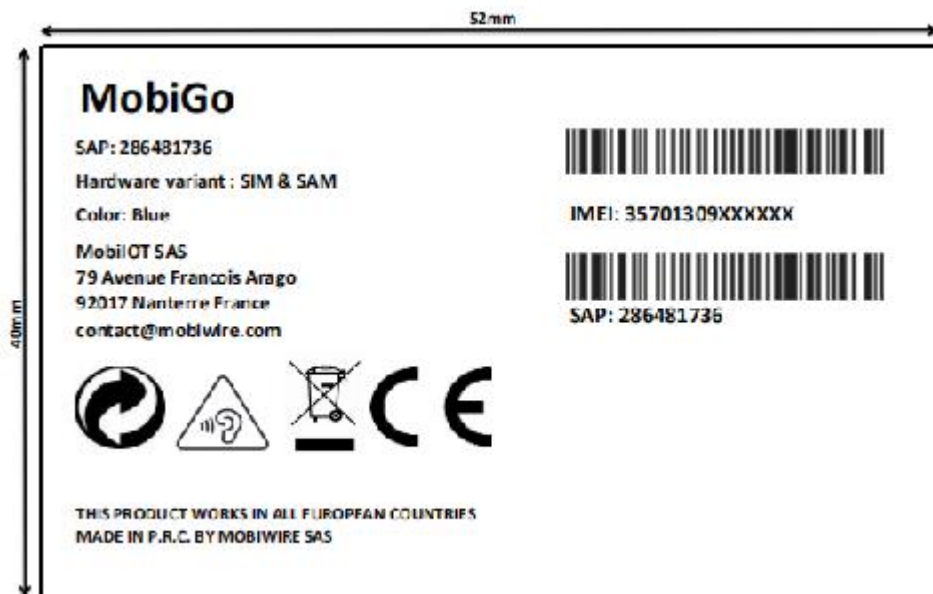 52mm
40mm
MobiGo
SAP: 286481736
Hardware variant : SIM & SAM
Color: Blue
MobiIOT SAS
79 Avenue Francois Arago
92017 Nanterre France
contact@mobiwire.com
IMEI: 35701309XXXXXX
SAP: 286481736
CE
THIS PRODUCT WORKS IN ALL EUROPEAN COUNTRIES
MADE IN P.R.C. BY MOBIWIRE SAS